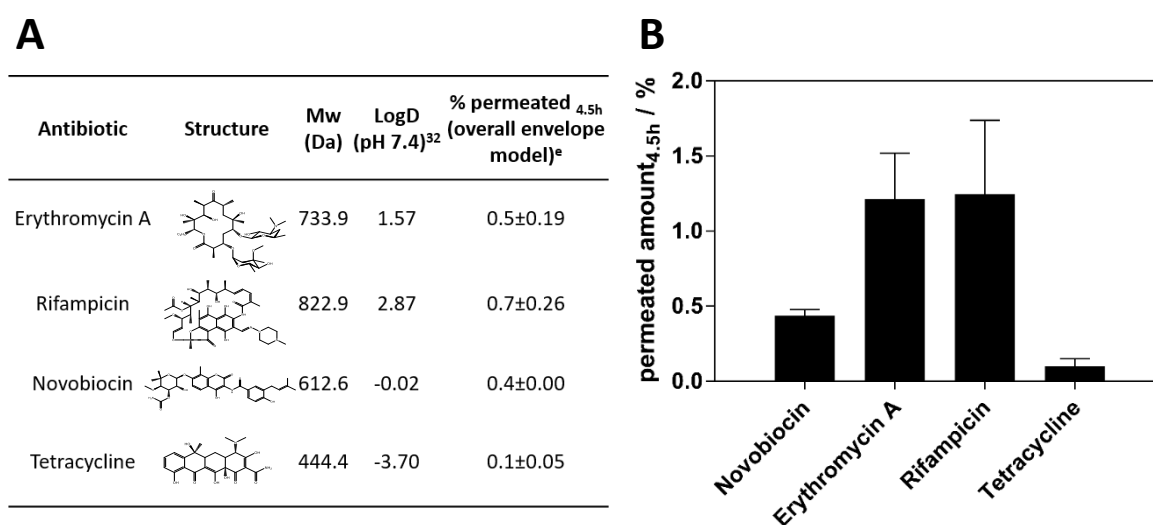 A
Antibiotic Structure Mw (Da) LogD (pH 7.4)32 % permeated 4.5h (overall envelope model)e
Erythromycin A 733.9 1.57 0.5±0.19
Rifampicin 822.9 2.87 0.7±0.26
Novobiocin 612.6 -0.02 0.4±0.00
Tetracycline 444.4 -3.70 0.1±0.05
B
permeated amount4.5h / %
2.0
1.5
1.0
0.5
0.0
Novobiocin
Erythromycin A
Rifampicin
Tetracycline